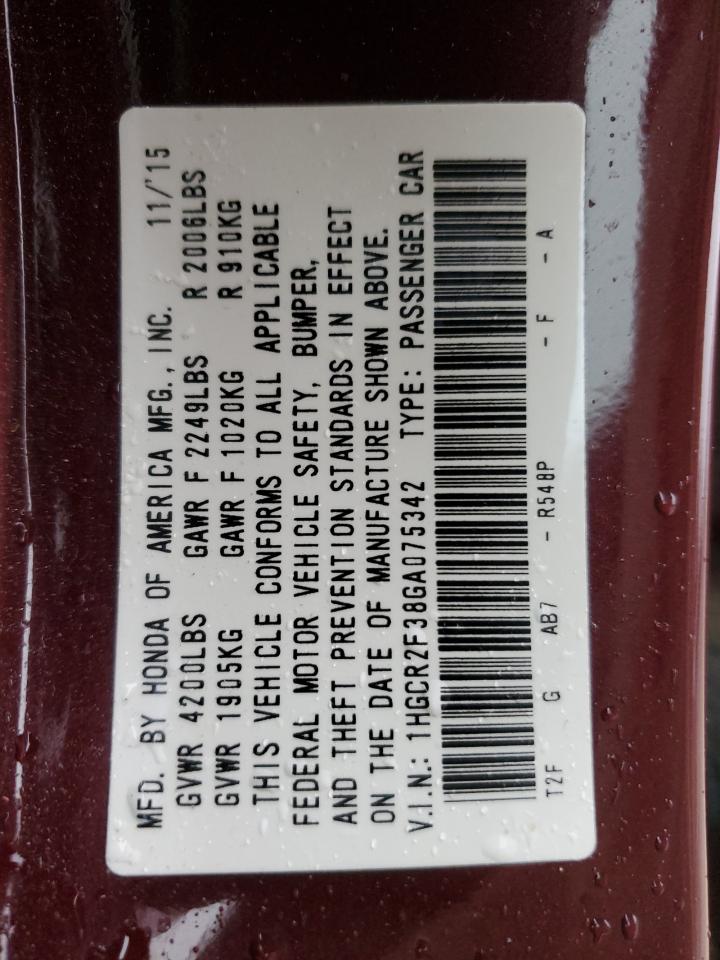 MFD. BY HONDA OF AMERICA MFG., INC. 11/'15
GVWR 4200LBS GAWR F 2249LBS R 2006LBS
GVWR 1905KG GAWR F 1020KG R 910KG
THIS VEHICLE CONFORMS TO ALL APPLICABLE
FEDERAL MOTOR VEHICLE SAFETY, BUMPER,
AND THEFT PREVENTION STANDARDS IN EFFECT
ON THE DATE OF MANUFACTURE SHOWN ABOVE.
V.I.N.: 1HGCR2F38GA075342 TYPE: PASSENGER CAR
T2F G AB7 - R548P - F - A